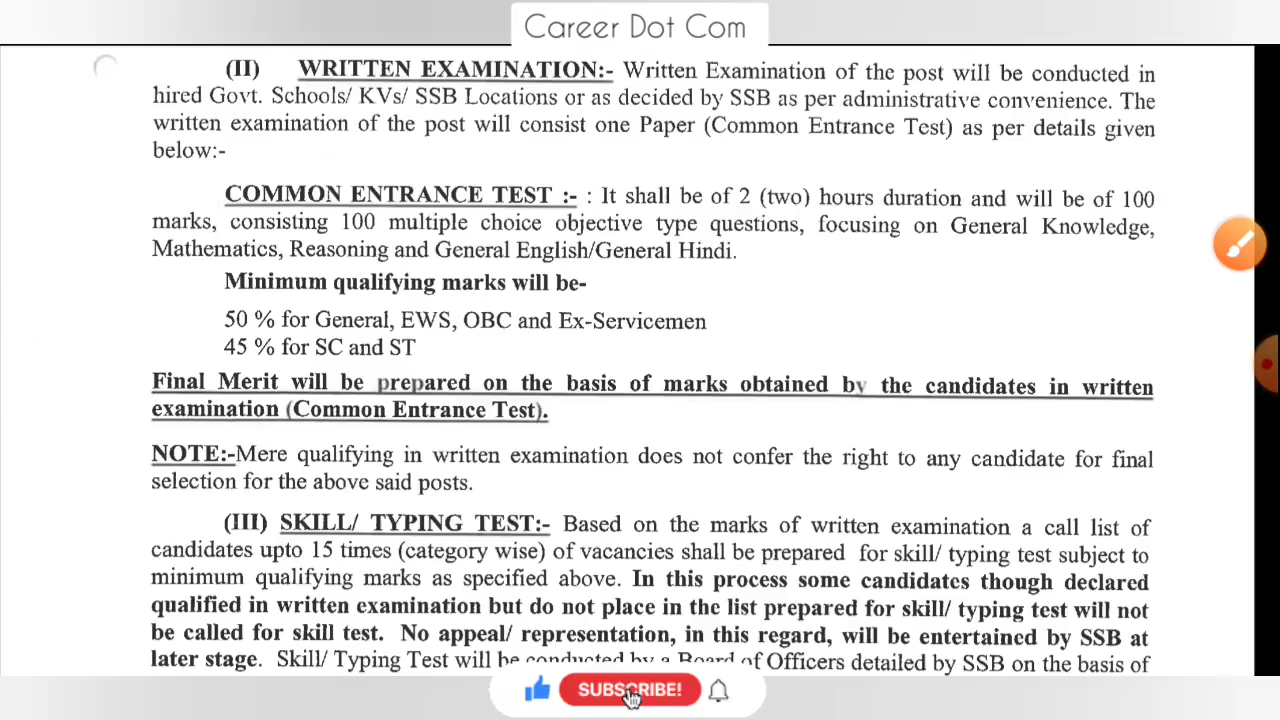 Career Dot Com
(II) WRITTEN EXAMINATION:- Written Examination of the post will be conducted in
hired Govt. Schools/ KVs/ SSB Locations or as decided by SSB as per administrative convenience. The
written examination of the post will consist one Paper (Common Entrance Test) as per details given
below:-
COMMON ENTRANCE TEST :- : It shall be of 2 (two) hours duration and will be of 100
marks, consisting 100 multiple choice objective type questions, focusing on General Knowledge,
Mathematics, Reasoning and General English/General Hindi.
Minimum qualifying marks will be-
50 % for General, EWS, OBC and Ex-Servicemen
45 % for SC and ST
Final Merit will be prepared on the basis of marks obtained by the candidates in written
examination (Common Entrance Test).
NOTE:-Mere qualifying in written examination does not confer the right to any candidate for final
selection for the above said posts.
(III) SKILL/ TYPING TEST:- Based on the marks of written examination a call list of
candidates upto 15 times (category wise) of vacancies shall be prepared for skill/ typing test subject to
minimum qualifying marks as specified above. In this process some candidates though declared
qualified in written examination but do not place in the list prepared for skill/ typing test will not
be called for skill test. No appeal/ representation, in this regard, will be entertained by SSB at
later stage. Skill/ Typing Test will be conducted by a Board of Officers detailed by SSB on the basis of
SUBSCRIBE!